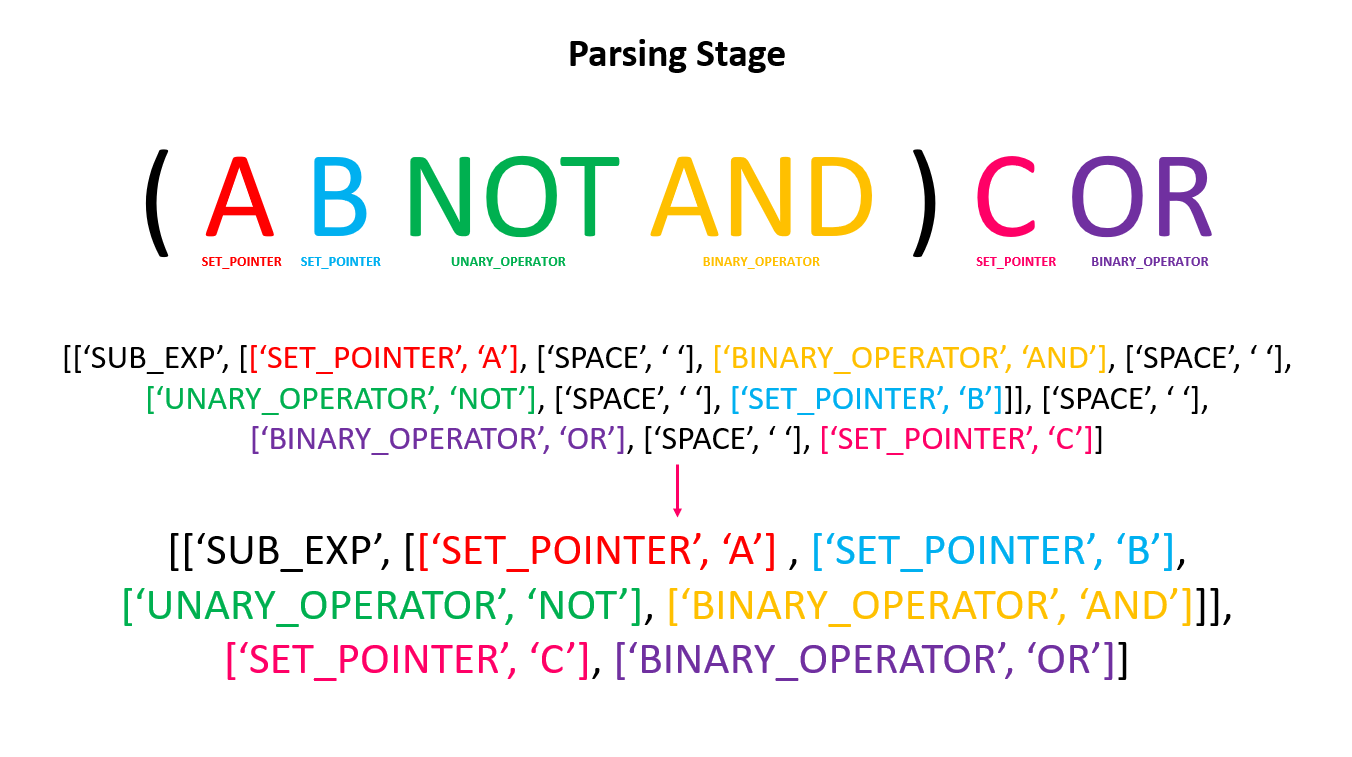 Parsing Stage
( A B NOT AND ) C OR
SET_POINTER SET_POINTER UNARY_OPERATOR BINARY_OPERATOR SET_POINTER BINARY_OPERATOR
[[‘SUB_EXP’, [[‘SET_POINTER’, ‘A’], [‘SPACE’, ‘ ‘], [‘BINARY_OPERATOR’, ‘AND’], [‘SPACE’, ‘ ‘],
[‘UNARY_OPERATOR’, ‘NOT’], [‘SPACE’, ‘ ‘], [‘SET_POINTER’, ‘B’]]], [‘SPACE’, ‘ ‘],
[‘BINARY_OPERATOR’, ‘OR’], [‘SPACE’, ‘ ‘], [‘SET_POINTER’, ‘C’]]
[[‘SUB_EXP’, [[‘SET_POINTER’, ‘A’] , [‘SET_POINTER’, ‘B’],
[‘UNARY_OPERATOR’, ‘NOT’], [‘BINARY_OPERATOR’, ‘AND’]]],
[‘SET_POINTER’, ‘C’], [‘BINARY_OPERATOR’, ‘OR’]]